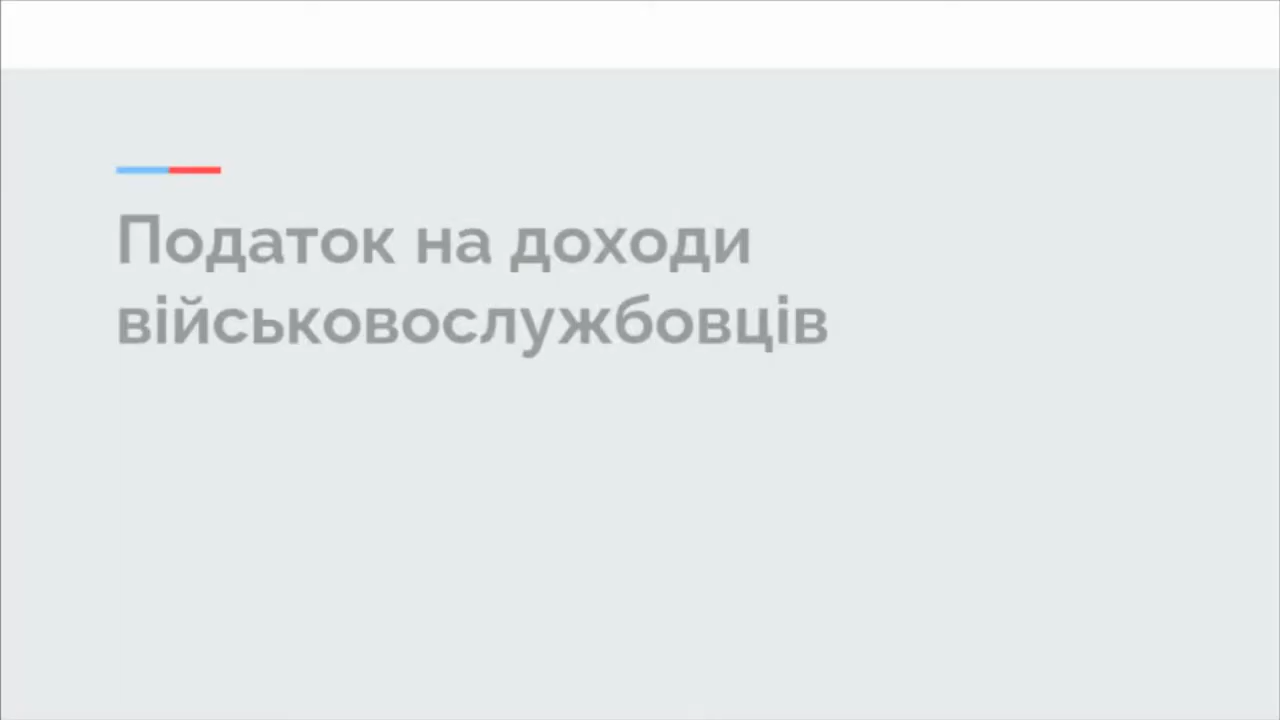 Податок на доходи
військовослужбовців